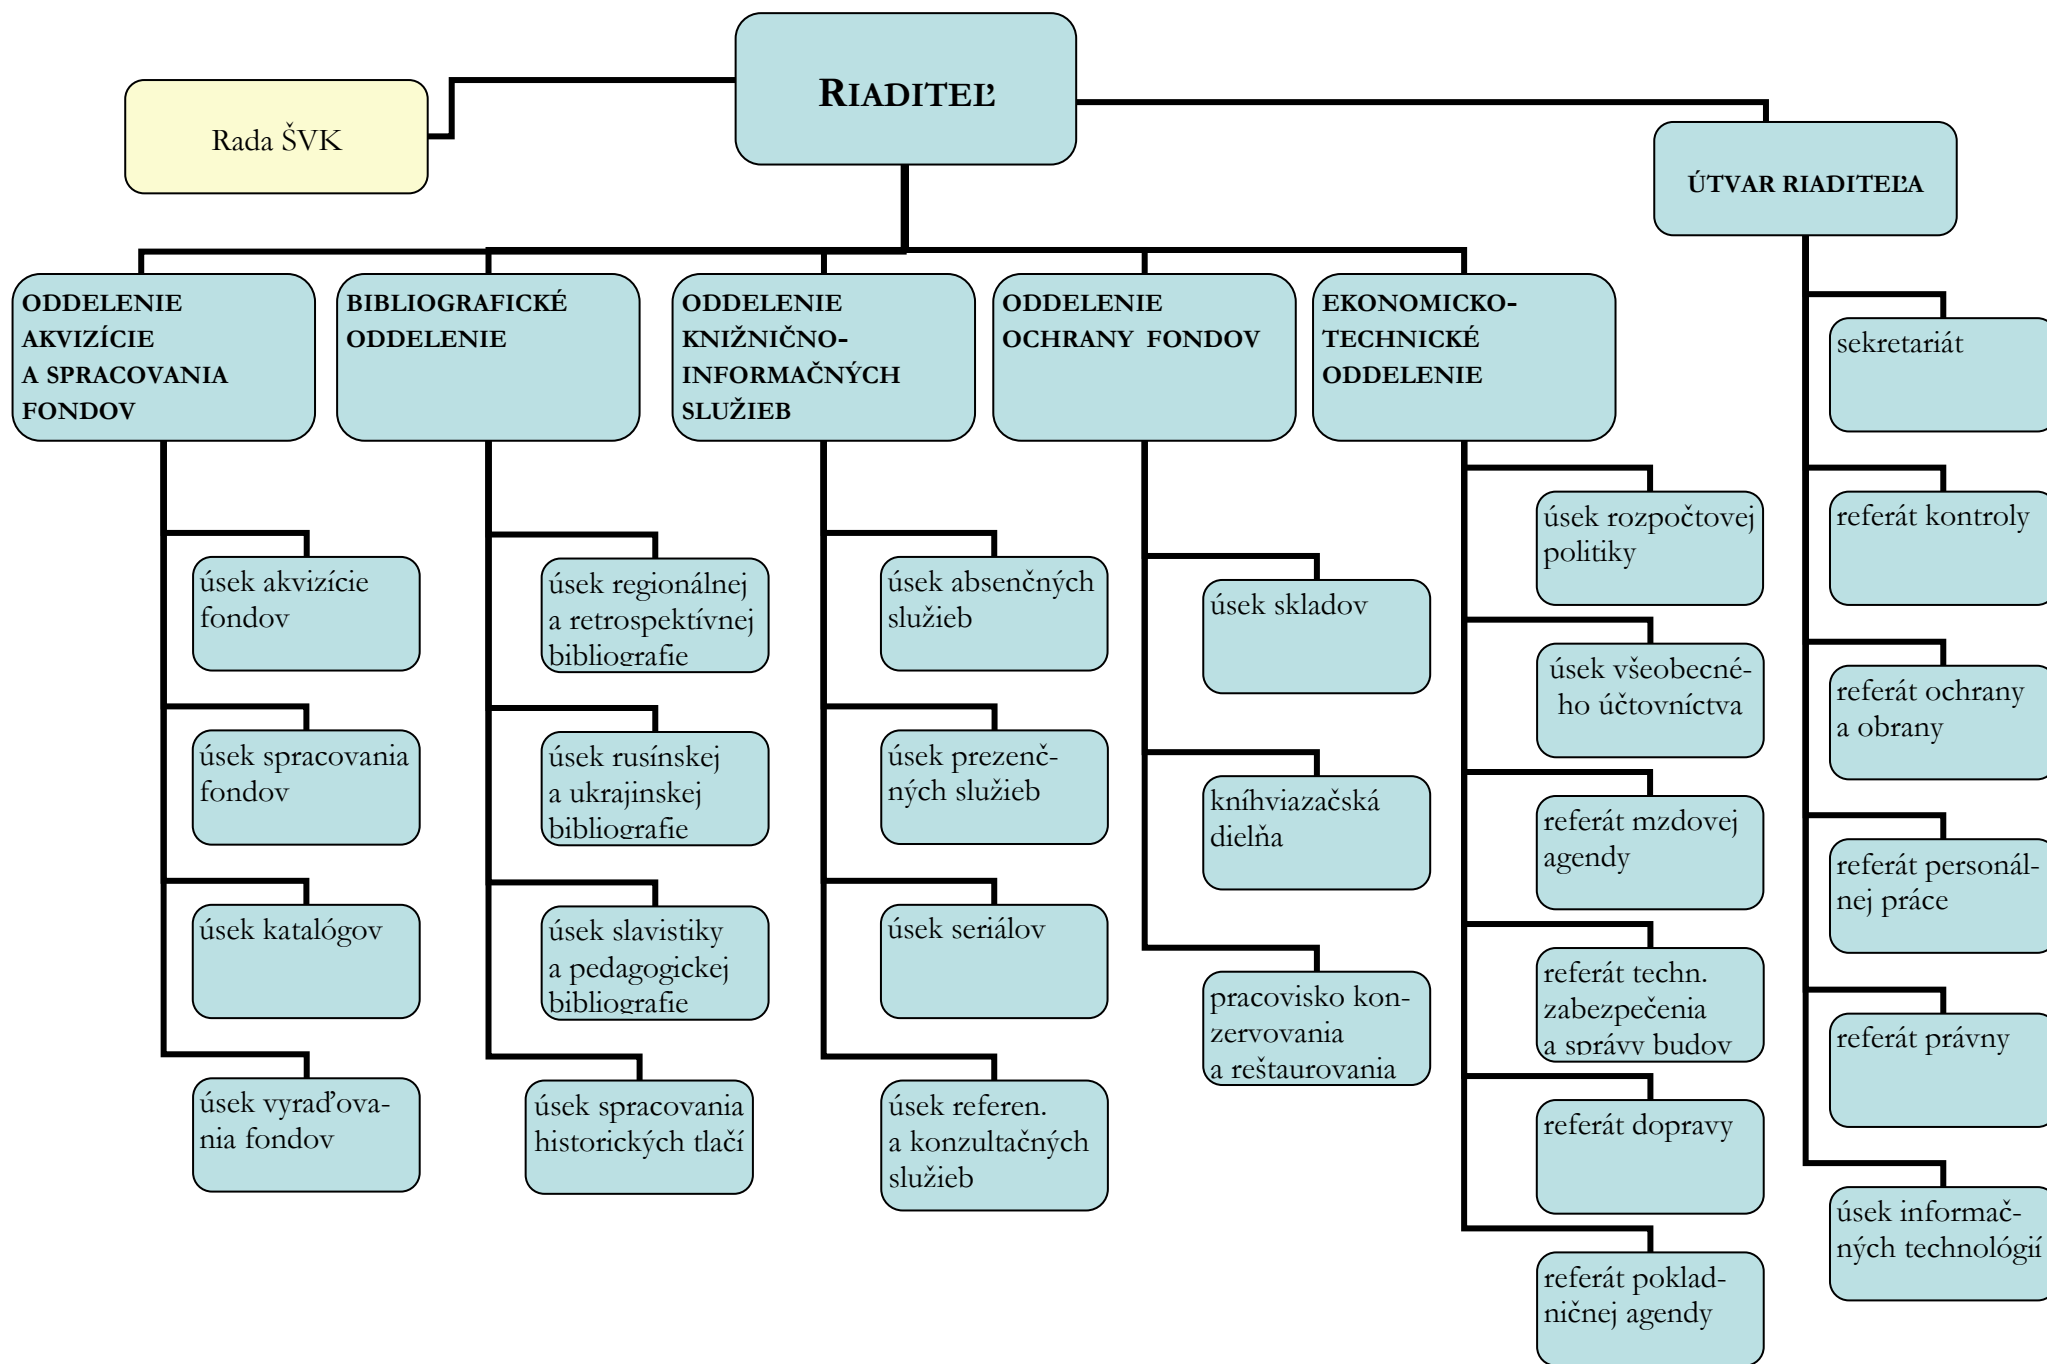 RIADITEĽ
Rada ŠVK
ÚTVAR RIADITEĽA
ODDELENIE
AKVIZÍCIE
A SPRACOVANIA
FONDOV
BIBLIOGRAFICKÉ
ODDELENIE
ODDELENIE
KNIŽNIČNO-
INFORMAČNÝCH
SLUŽIEB
ODDELENIE
OCHRANY FONDOV
EKONOMICKO-
TECHNICKÉ
ODDELENIE
úsek akvizície
fondov
úsek spracovania
fondov
úsek katalógov
úsek vyraďova-
nia fondov
úsek regionálnej
a retrospektívnej
bibliografie
úsek rusínskej
a ukrajinskej
bibliografie
úsek slavistiky
a pedagogickej
bibliografie
úsek spracovania
historických tlačí
úsek absenčných
služieb
úsek prezenč-
ných služieb
úsek seriálov
úsek referen.
a konzultačných
služieb
úsek skladov
kníhviazačská
dielňa
pracovisko kon-
zervovania
a reštaurovania
úsek rozpočtovej
politiky
úsek všeobecné-
ho účtovníctva
referát mzdovej
agendy
referát techn.
zabezpečenia
a správy budov
referát dopravy
referát poklad-
ničnej agendy
sekretariát
referát kontroly
referát ochrany
a obrany
referát personál-
nej práce
referát právny
úsek informač-
ných technológií